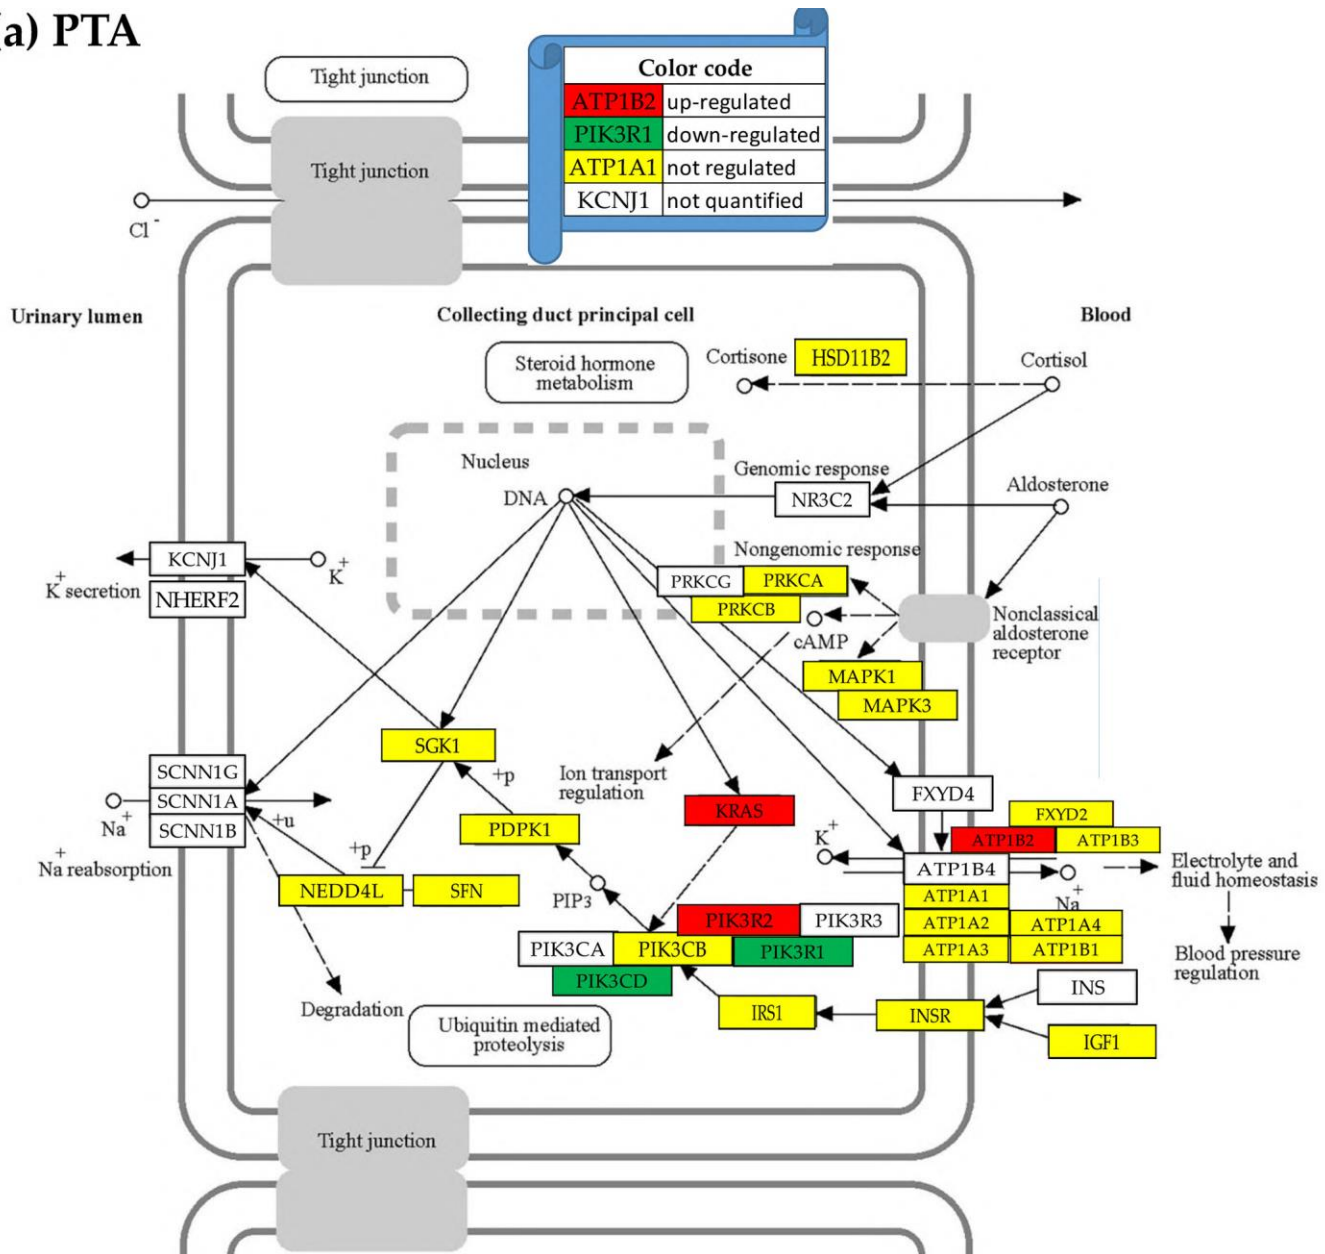 (a) PTA
Tight junction
Color code
ATP1B2 up-regulated
PIK3R1 down-regulated
ATP1A1 not regulated
KCNJ1 not quantified
Tight junction
Cl-
Urinary lumen
Collecting duct principal cell
Blood
Steroid hormone
metabolism
Cortisone
HSD11B2
Cortisol
Nucleus
DNA
Genomic response
NR3C2
Aldosterone
Nongenomic response
PRKCG
PRKCA
PRKCB
cAMP
Nonclassical
aldosterone
receptor
MAPK1
MAPK3
KCNJ1
NHERF2
K+
K+ secretion
SGK1
+p
Ion transport
regulation
SCNN1G
SCNN1A
SCNN1B
Na+
Na+ reabsorption
+u
+p
PDPK1
KRAS
NEDD4L
SFN
PIP3
FXYD4
FXYD2
ATP1B2
ATP1B3
K+
ATP1B4
Na+
ATP1A1
ATP1A2
ATP1A4
ATP1A3
ATP1B1
Electrolyte and
fluid homeostasis
Blood pressure
regulation
PIK3R2
PIK3R3
PIK3CA
PIK3CB
PIK3R1
PIK3CD
Degradation
Ubiquitin mediated
proteolysis
IRS1
INSR
INS
IGF1
Tight junction